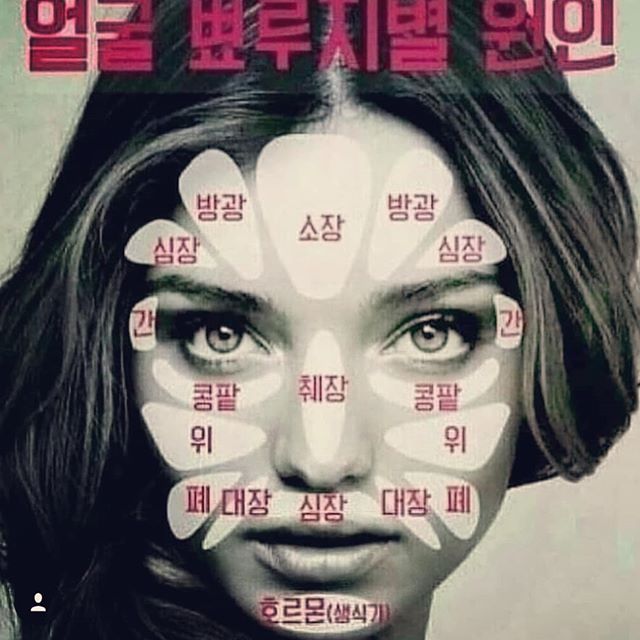 얼굴 뾰루지별 원인
방광 소장 방광
심장 심장
간 간
콩팥 췌장 콩팥
위 위
폐 대장 심장 대장 폐
호르몬(생식기)